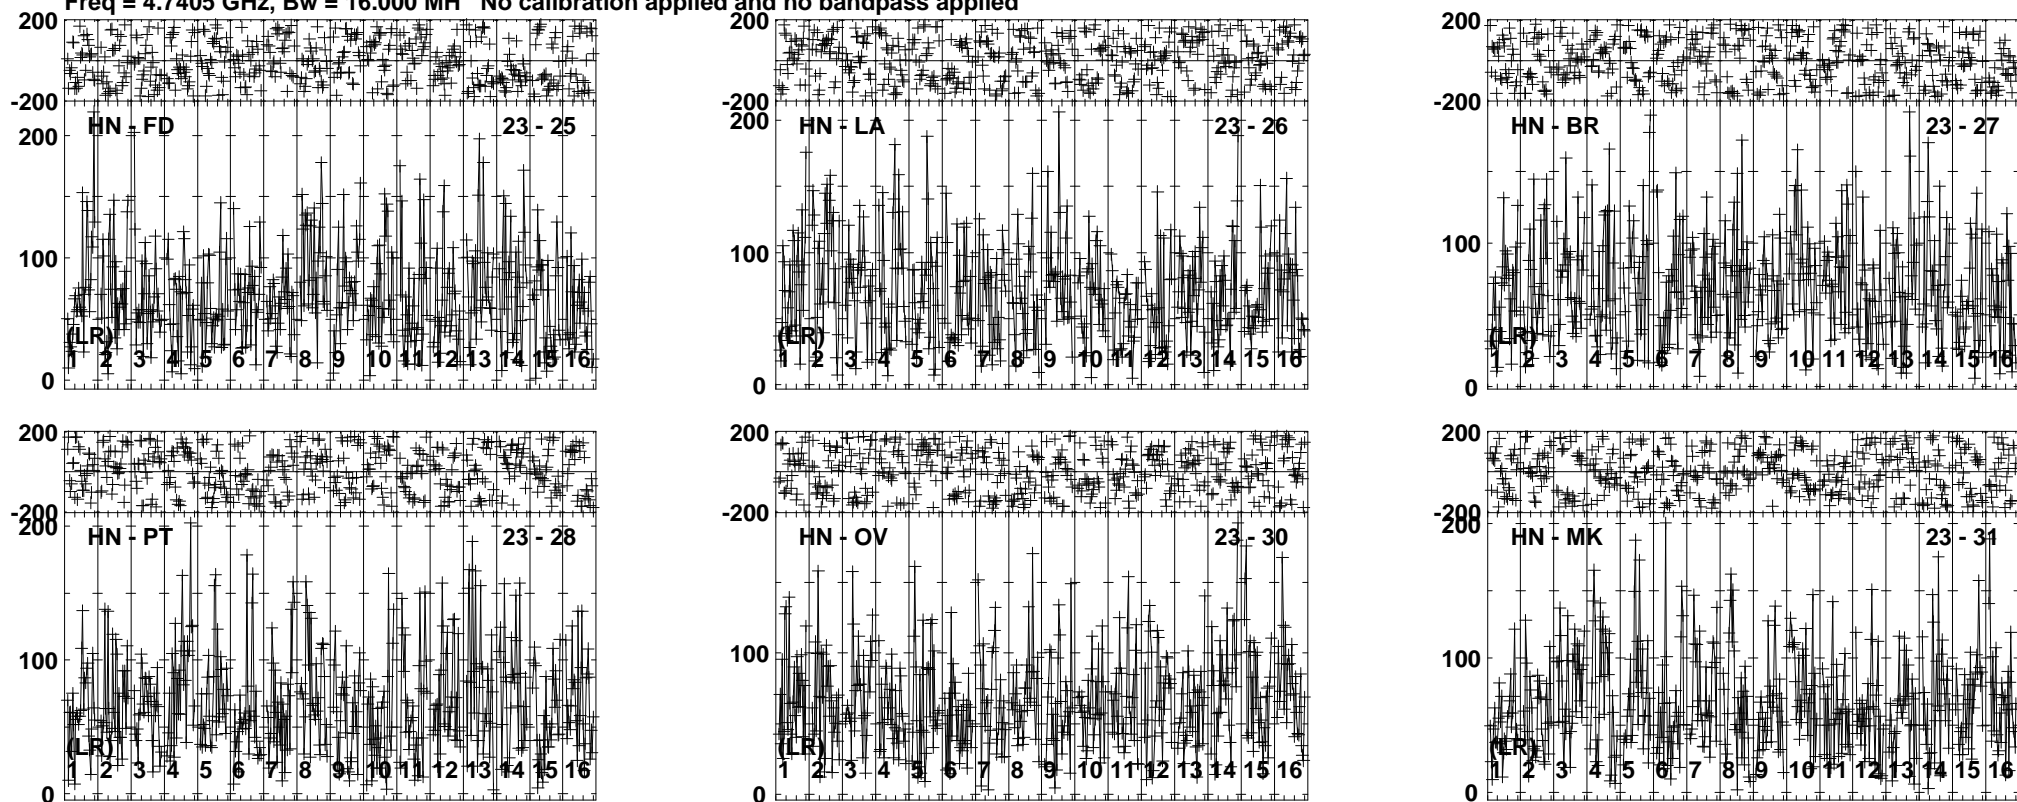 Freq = 4.7405 GHz, Bw = 16.000 MH No calibration applied and no bandpass applied
200
-200
HN - FD 23 - 25
200
100
(LR)
1 2 3 4 5 6 7 8 9 10 11 12 13 14 15 16
0
200
-200
HN - LA 23 - 26
200
100
(LR)
1 2 3 4 5 6 7 8 9 10 11 12 13 14 15 16
0
200
-200
HN - BR 23 - 27
100
(LR)
1 2 3 4 5 6 7 8 9 10 11 12 13 14 15 16
0
200
-200
200
HN - PT 23 - 28
100
(LR)
1 2 3 4 5 6 7 8 9 10 11 12 13 14 15 16
0
200
-200
HN - OV 23 - 30
100
(LR)
1 2 3 4 5 6 7 8 9 10 11 12 13 14 15 16
0
200
-200
200
HN - MK 23 - 31
100
(LR)
1 2 3 4 5 6 7 8 9 10 11 12 13 14 15 16
0